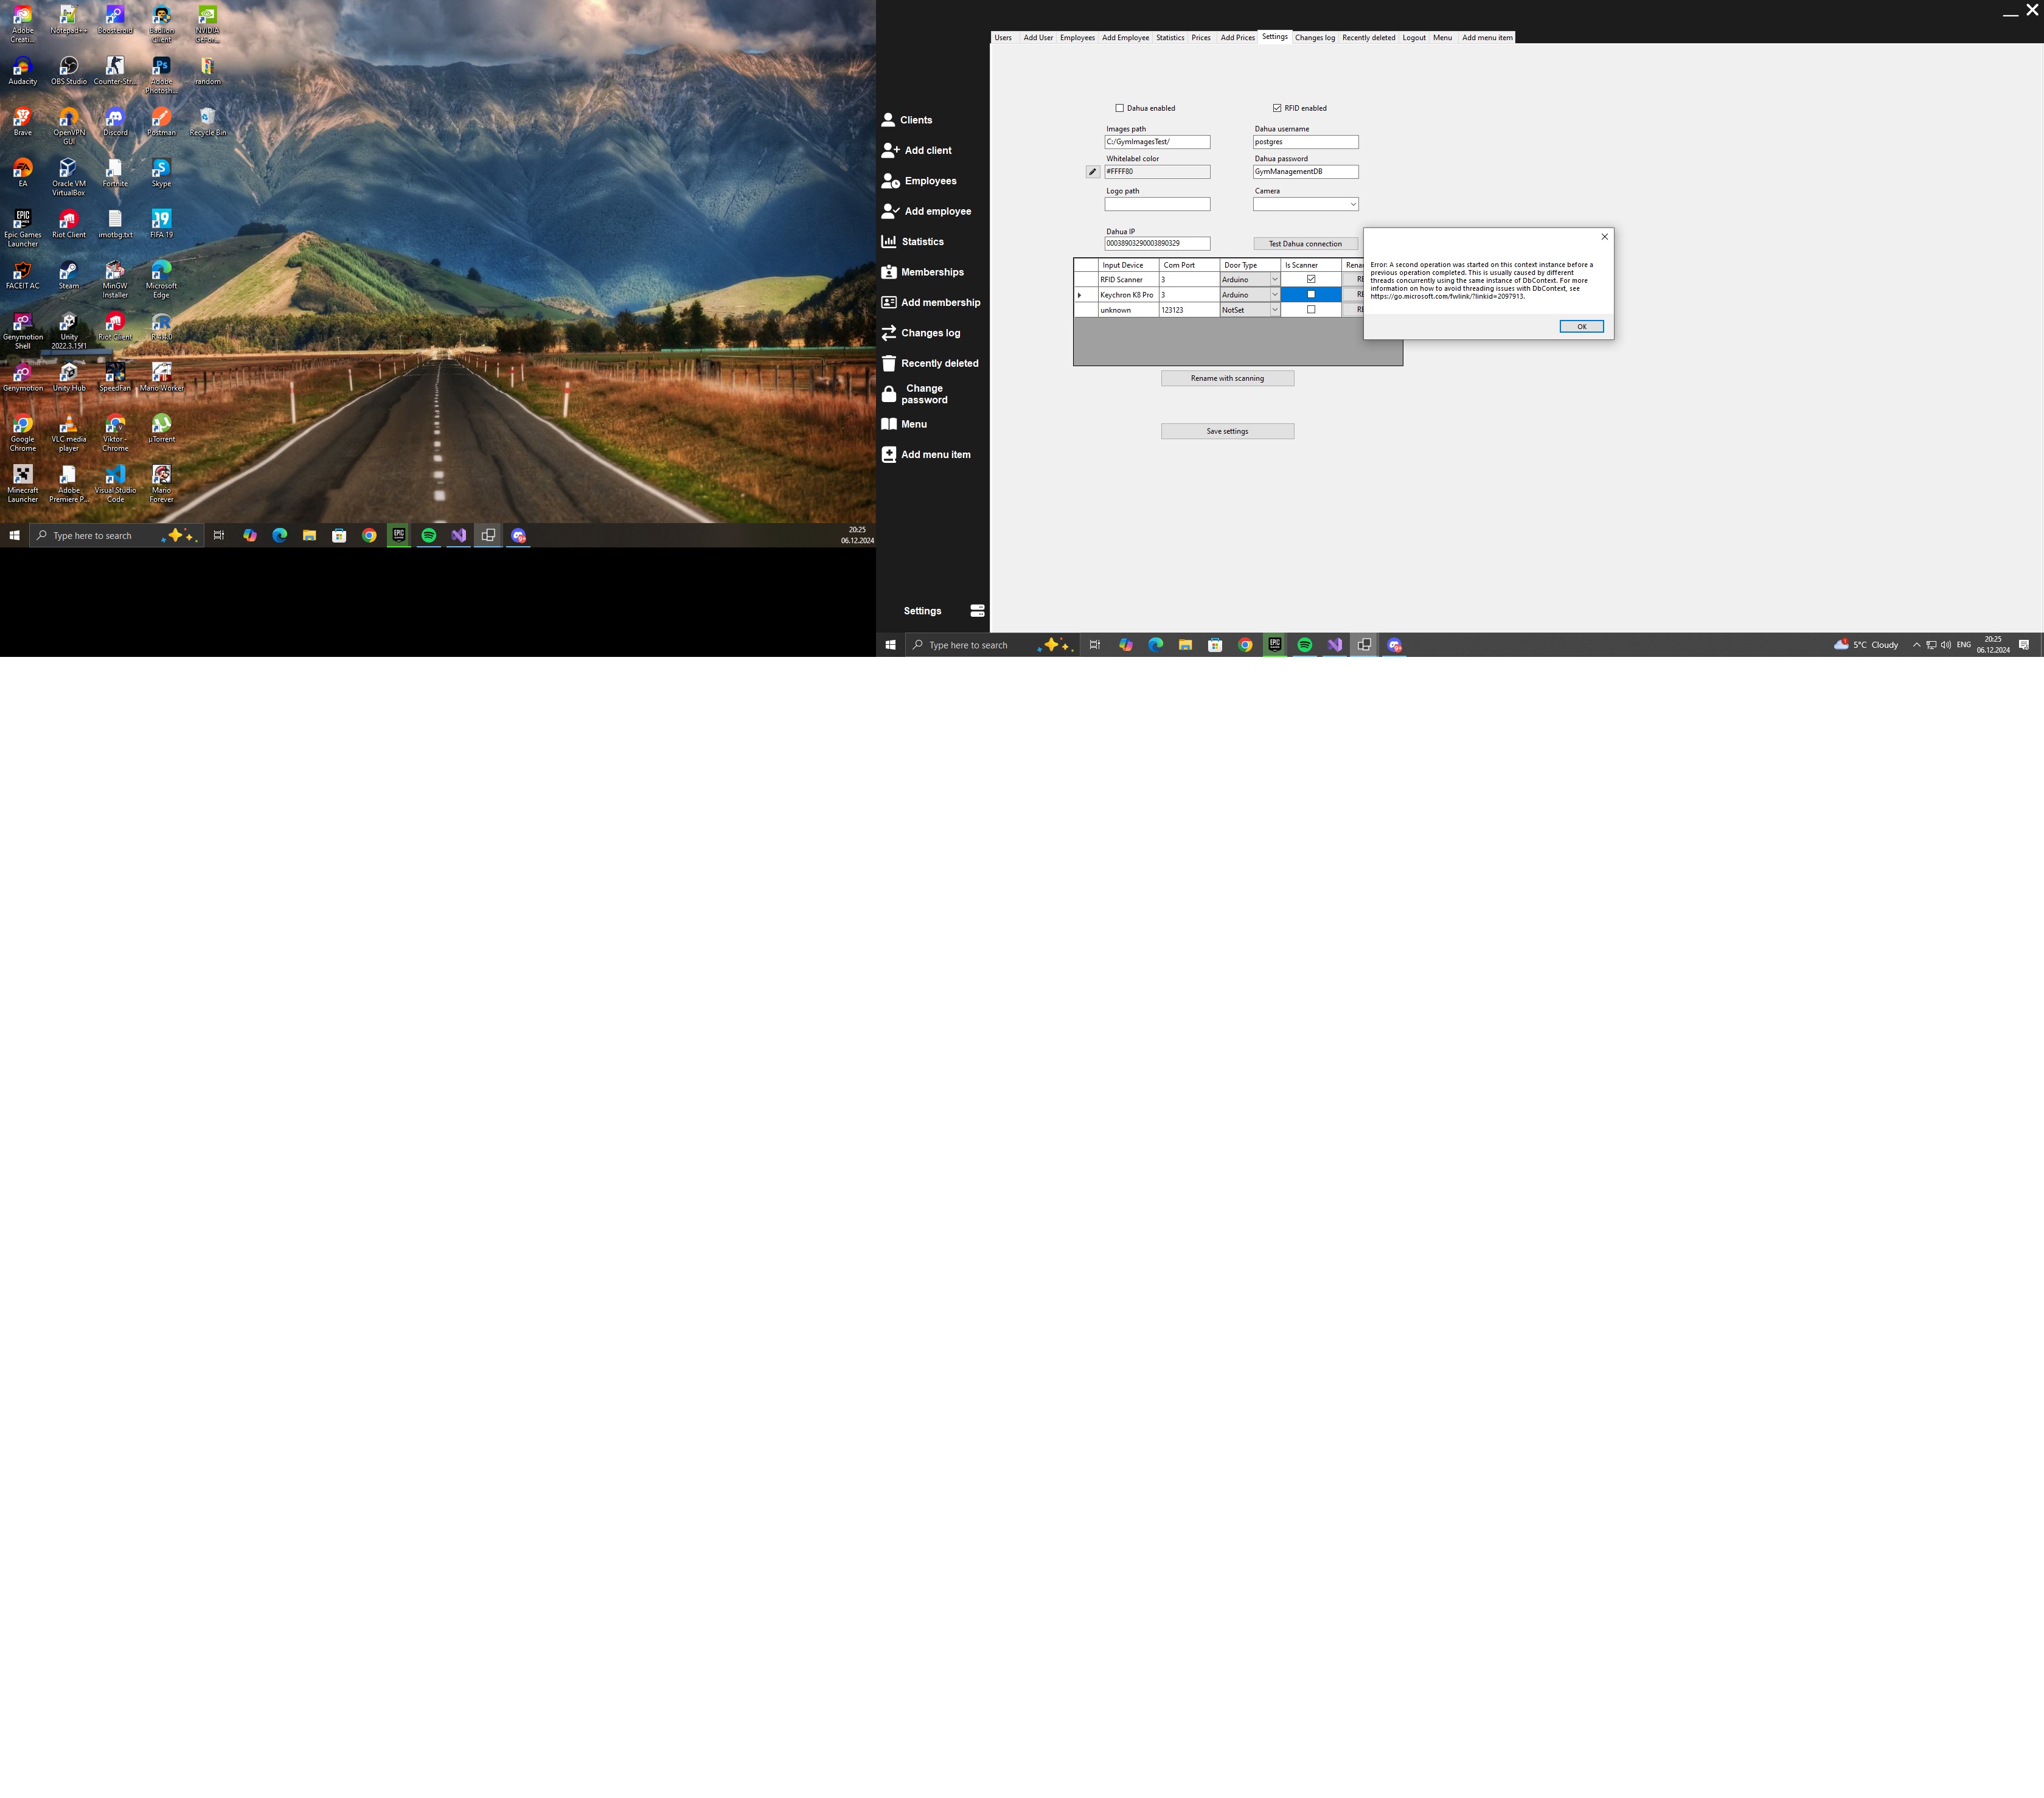 Adobe Creati...
Notepad++
Boosteroid
Badlion Client
NVIDIA GeFor...
Audacity
OBS Studio
Counter-Str...
Adobe Photosh...
random
Brave
OpenVPN GUI
Discord
Postman
Recycle Bin
EA
Oracle VM VirtualBox
Fortnite
Skype
Epic Games Launcher
Riot Client
imotbg.txt
FIFA 19
FACEIT AC
Steam
MinGW Installer
Microsoft Edge
Genymotion Shell
Unity 2022.3.15f1
Riot Client
R 4.4.0
Genymotion
Unity Hub
SpeedFan
Mario Worker
Google Chrome
VLC media player
Viktor - Chrome
µTorrent
Minecraft Launcher
Adobe Premiere P...
Visual Studio Code
Mario Forever
Type here to search
20:25
06.12.2024
Users Add User Employees Add Employee Statistics Prices Add Prices Settings Changes log Recently deleted Logout Menu Add menu item
Clients
Add client
Employees
Add employee
Statistics
Memberships
Add membership
Changes log
Recently deleted
Change password
Menu
Add menu item
Settings
Dahua enabled
RFID enabled
Images path
Dahua username
C:/GymImagesTest/
postgres
Whitelabel color
Dahua password
#FFFF80
GymManagementDB
Logo path
Camera
Dahua IP
00038903290003890329
Test Dahua connection
Input Device Com Port Door Type Is Scanner Renar
RFID Scanner 3 Arduino RE
Keychron K8 Pro 3 Arduino RE
unknown 123123 NotSet RE
Error: A second operation was started on this context instance before a
previous operation completed. This is usually caused by different
threads concurrently using the same instance of DbContext. For more
information on how to avoid threading issues with DbContext, see
https://go.microsoft.com/fwlink/?linkid=2097913.
OK
Rename with scanning
Save settings
Type here to search
5°C Cloudy
ENG
20:25
06.12.2024